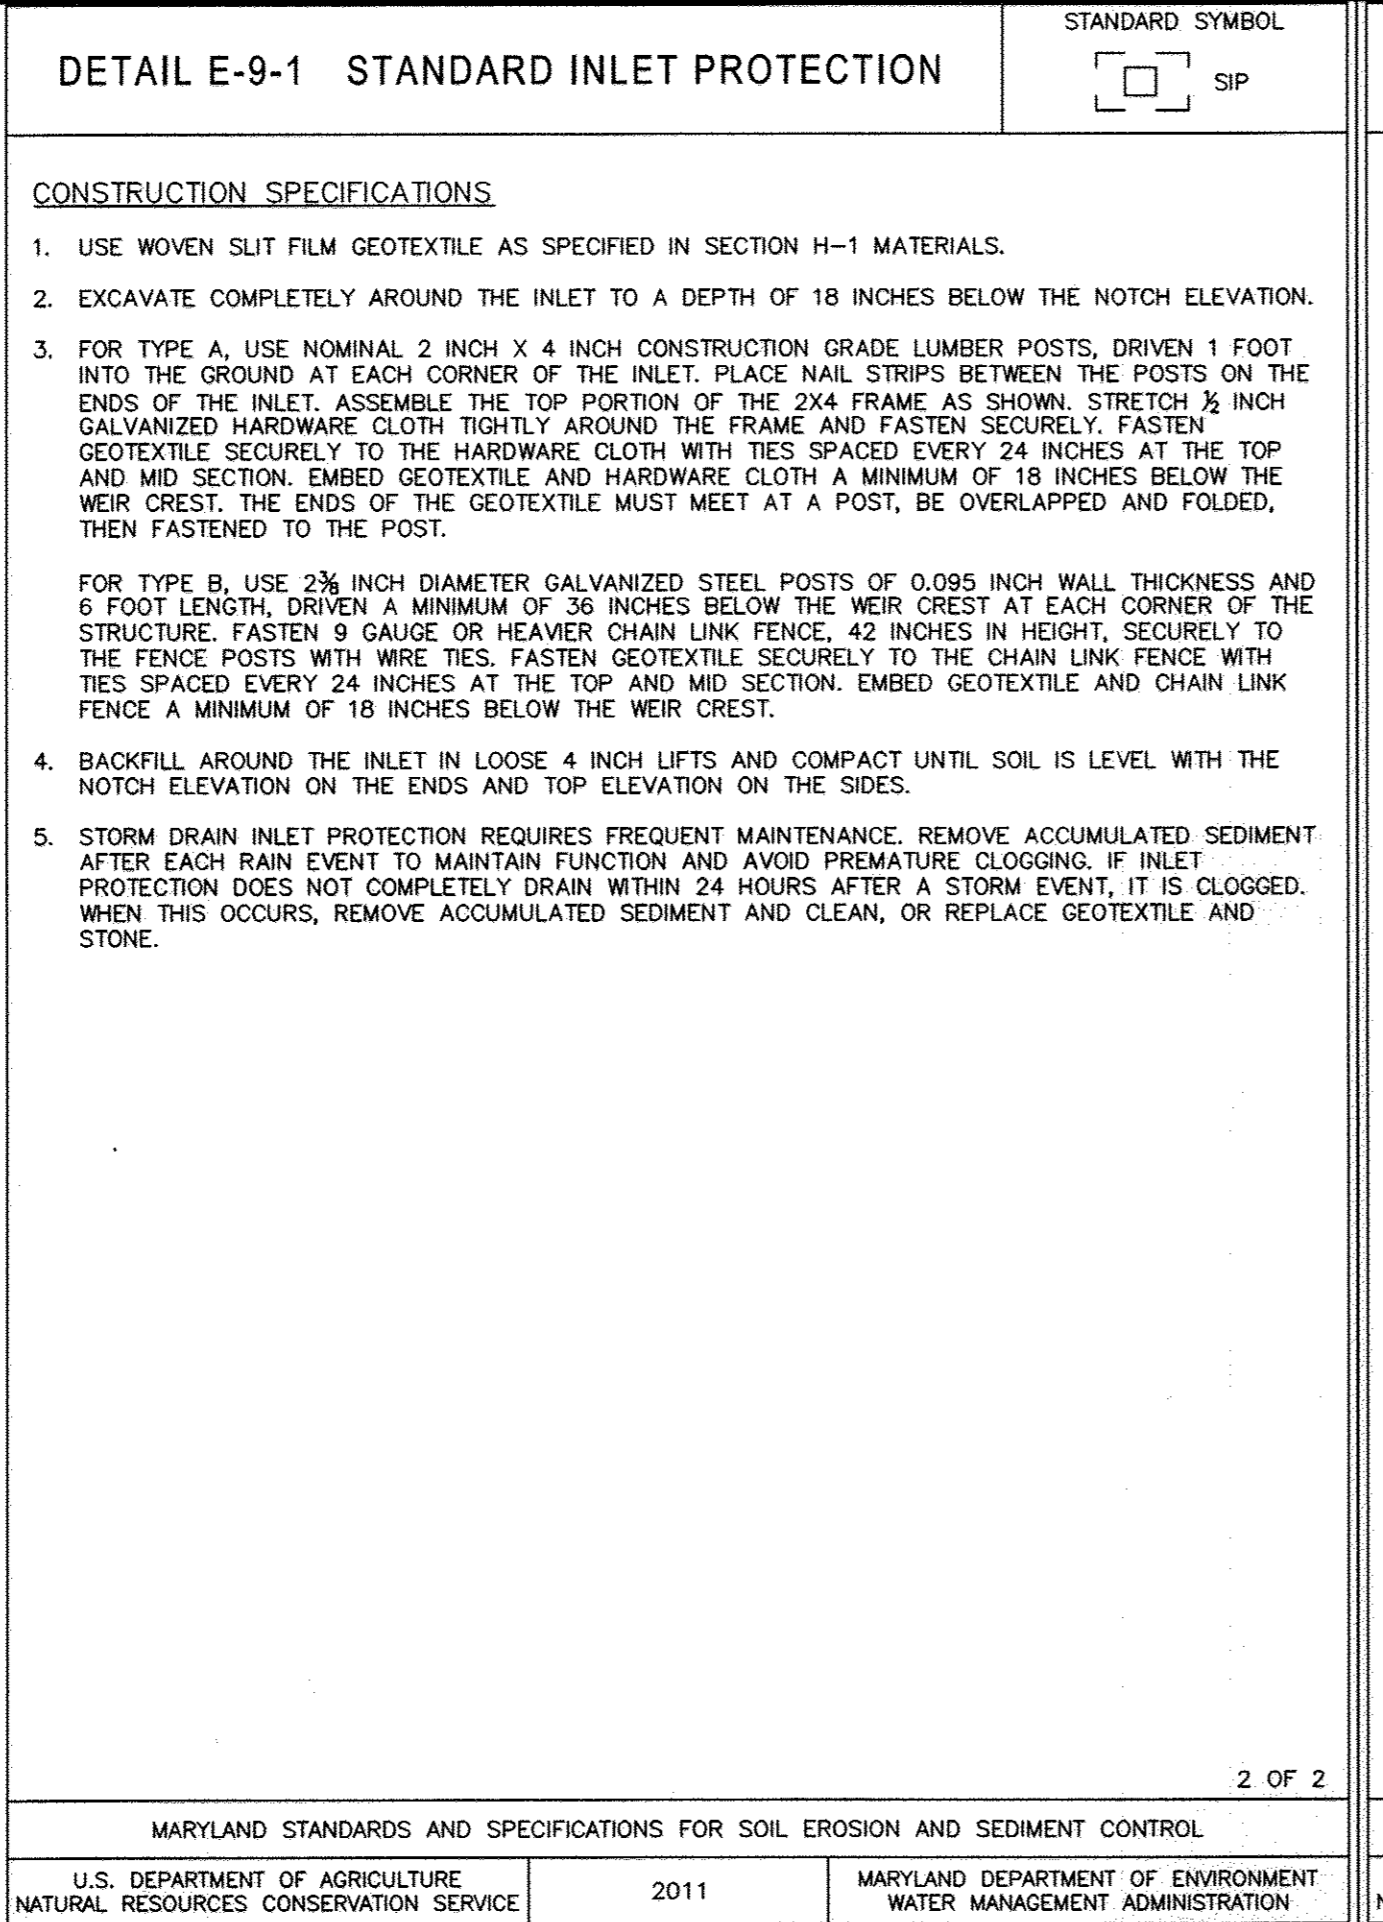 STANDARD SYMBOL
DETAIL E-9-1 STANDARD INLET PROTECTION
SIP
CONSTRUCTION SPECIFICATIONS
1. USE WOVEN SLIT FILM GEOTEXTILE AS SPECIFIED IN SECTION H-1 MATERIALS.
2. EXCAVATE COMPLETELY AROUND THE INLET TO A DEPTH OF 18 INCHES BELOW THE NOTCH ELEVATION.
3. FOR TYPE A, USE NOMINAL 2 INCH X 4 INCH CONSTRUCTION GRADE LUMBER POSTS, DRIVEN 1 FOOT
INTO THE GROUND AT EACH CORNER OF THE INLET. PLACE NAIL STRIPS BETWEEN THE POSTS ON THE
ENDS OF THE INLET. ASSEMBLE THE TOP PORTION OF THE 2X4 FRAME AS SHOWN. STRETCH ½ INCH
GALVANIZED HARDWARE CLOTH TIGHTLY AROUND THE FRAME AND FASTEN SECURELY. FASTEN
GEOTEXTILE SECURELY TO THE HARDWARE CLOTH WITH TIES SPACED EVERY 24 INCHES AT THE TOP
AND MID SECTION. EMBED GEOTEXTILE AND HARDWARE CLOTH A MINIMUM OF 18 INCHES BELOW THE
WEIR CREST. THE ENDS OF THE GEOTEXTILE MUST MEET AT A POST, BE OVERLAPPED AND FOLDED,
THEN FASTENED TO THE POST.
FOR TYPE B, USE 2⅜ INCH DIAMETER GALVANIZED STEEL POSTS OF 0.095 INCH WALL THICKNESS AND
6 FOOT LENGTH, DRIVEN A MINIMUM OF 36 INCHES BELOW THE WEIR CREST AT EACH CORNER OF THE
STRUCTURE. FASTEN 9 GAUGE OR HEAVIER CHAIN LINK FENCE, 42 INCHES IN HEIGHT, SECURELY TO
THE FENCE POSTS WITH WIRE TIES. FASTEN GEOTEXTILE SECURELY TO THE CHAIN LINK FENCE WITH
TIES SPACED EVERY 24 INCHES AT THE TOP AND MID SECTION. EMBED GEOTEXTILE AND CHAIN LINK
FENCE A MINIMUM OF 18 INCHES BELOW THE WEIR CREST.
4. BACKFILL AROUND THE INLET IN LOOSE 4 INCH LIFTS AND COMPACT UNTIL SOIL IS LEVEL WITH THE
NOTCH ELEVATION ON THE ENDS AND TOP ELEVATION ON THE SIDES.
5. STORM DRAIN INLET PROTECTION REQUIRES FREQUENT MAINTENANCE. REMOVE ACCUMULATED SEDIMENT
AFTER EACH RAIN EVENT TO MAINTAIN FUNCTION AND AVOID PREMATURE CLOGGING. IF INLET
PROTECTION DOES NOT COMPLETELY DRAIN WITHIN 24 HOURS AFTER A STORM EVENT, IT IS CLOGGED.
WHEN THIS OCCURS, REMOVE ACCUMULATED SEDIMENT AND CLEAN, OR REPLACE GEOTEXTILE AND
STONE.
2 OF 2
MARYLAND STANDARDS AND SPECIFICATIONS FOR SOIL EROSION AND SEDIMENT CONTROL
U.S. DEPARTMENT OF AGRICULTURE
NATURAL RESOURCES CONSERVATION SERVICE
2011
MARYLAND DEPARTMENT OF ENVIRONMENT
WATER MANAGEMENT ADMINISTRATION